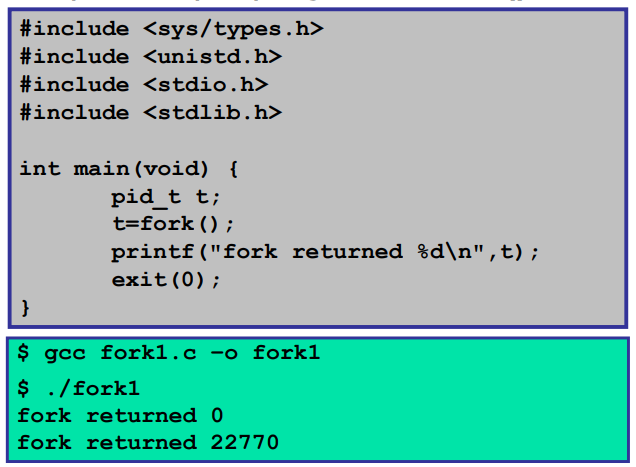 #include <sys/types.h>
#include <unistd.h>
#include <stdio.h>
#include <stdlib.h>
int main(void) {
pid_t t;
t=fork();
printf("fork returned %d\n",t);
exit(0);
}
$ gcc fork1.c –o fork1
$ ./fork1
fork returned 0
fork returned 22770